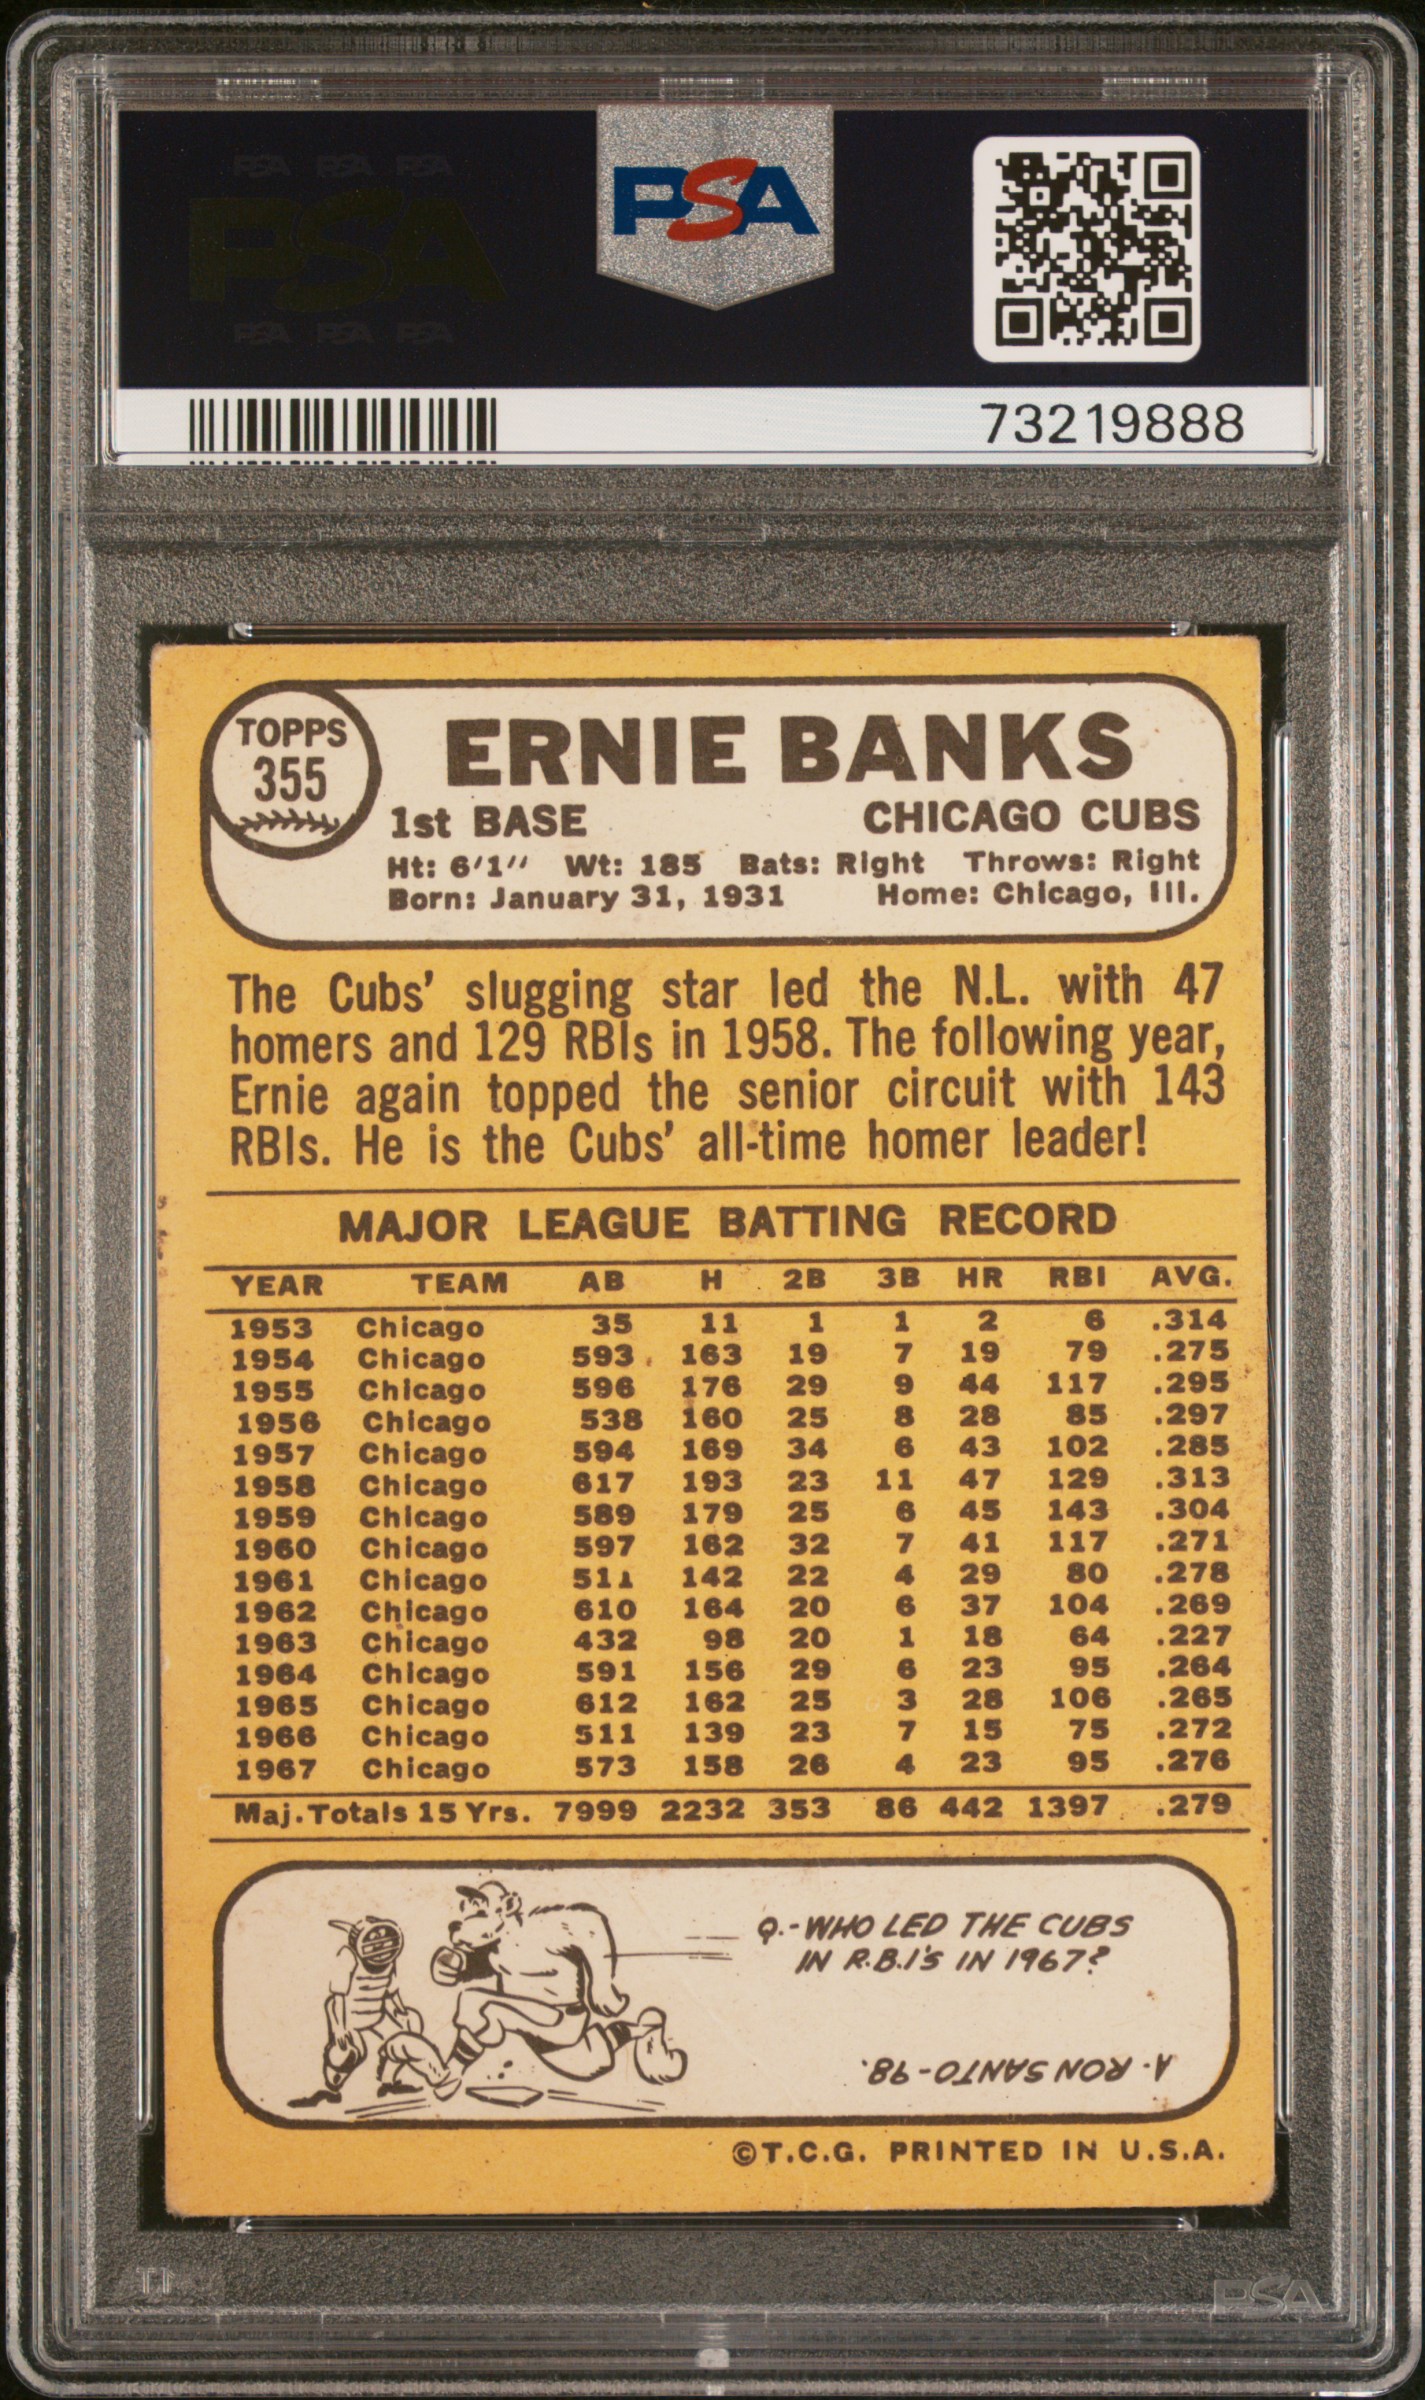 PSA PSA PSA
PSA
PSA PSA PSA
PSA
73219888
TOPPS
355
ERNIE BANKS
1st BASE CHICAGO CUBS
Ht: 6'1" Wt: 185 Bats: Right Throws: Right
Born: January 31, 1931 Home: Chicago, Ill.
The Cubs' slugging star led the N.L. with 47
homers and 129 RBIs in 1958. The following year,
Ernie again topped the senior circuit with 143
RBIs. He is the Cubs' all-time homer leader!
MAJOR LEAGUE BATTING RECORD
YEAR TEAM AB H 2B 3B HR RBI AVG.
1953 Chicago 35 11 1 1 2 6 .314
1954 Chicago 593 163 19 7 19 79 .275
1955 Chicago 596 176 29 9 44 117 .295
1956 Chicago 538 160 25 8 28 85 .297
1957 Chicago 594 169 34 6 43 102 .285
1958 Chicago 617 193 23 11 47 129 .313
1959 Chicago 589 179 25 6 45 143 .304
1960 Chicago 597 162 32 7 41 117 .271
1961 Chicago 511 142 22 4 29 80 .278
1962 Chicago 610 164 20 6 37 104 .269
1963 Chicago 432 98 20 1 18 64 .227
1964 Chicago 591 156 29 6 23 95 .264
1965 Chicago 612 162 25 3 28 106 .265
1966 Chicago 511 139 23 7 15 75 .272
1967 Chicago 573 158 26 4 23 95 .276
Maj. Totals 15 Yrs. 7999 2232 353 86 442 1397 .279
Q.-WHO LED THE CUBS
IN R.B.I'S IN 1967?
A-RON SANTO-98.
©T.C.G. PRINTED IN U.S.A.
PSA